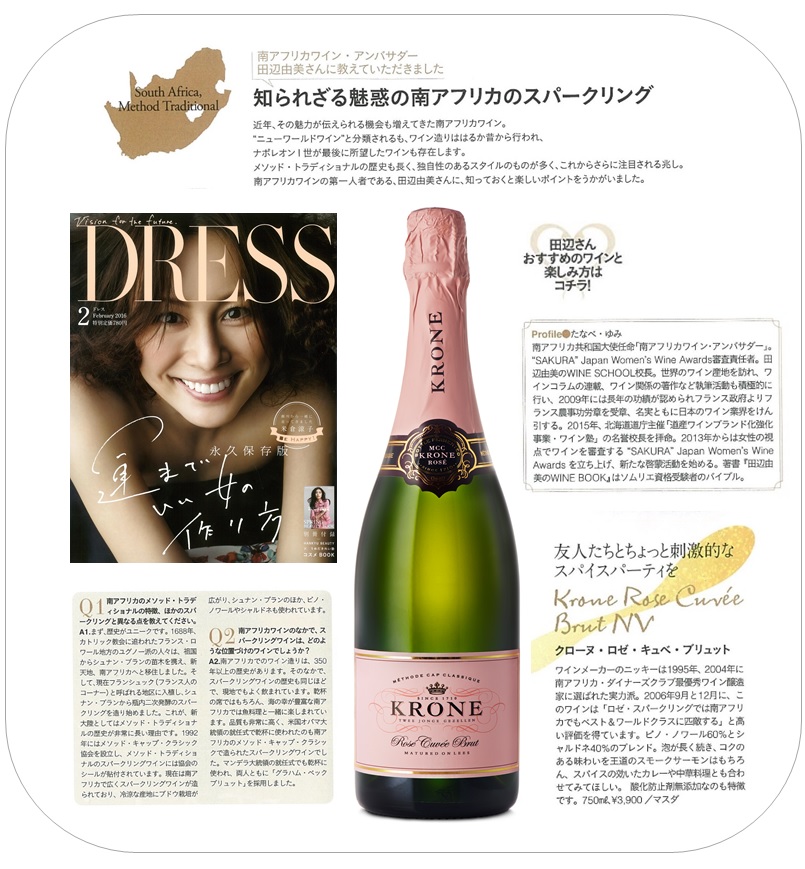 South Africa,
Method Traditional
南アフリカワイン・アンバサダー
田辺由美さんに教えていただきました
知られざる魅惑の南アフリカのスパークリング
近年、その魅力が伝えられる機会も増えてきた南アフリカワイン。
"ニューワールドワイン"と分類されるも、ワイン造りははるか昔から行われ、
ナポレオンⅠ世が最後に所望したワインも存在します。
メソッド・トラディショナルの歴史も長く、独自性のあるスタイルのものが多く、これからさらに注目される兆し。
南アフリカワインの第一人者である、田辺由美さんに、知っておくと楽しいポイントをうかがいました。
Vision for the future.
DRESS
2
ドレス
February 2016
特別定価780円
米倉涼子
永久保存版
運まで
いい女の
作り方
特別付録
コスメBOOK
KRONE
MCC
KRONE
ROSÉ
MÉTHODE CAP CLASSIQUE
SINCE 1710
KRONE
TWEE JONGE GEZELLEN
Rosé Cuvée Brut
MATURED ON LEES
田辺さん
おすすめのワインと
楽しみ方は
コチラ!
Profile●たなべ・ゆみ
南アフリカ共和国大使任命「南アフリカワイン・アンバサダー」。
"SAKURA" Japan Women's Wine Awards審査責任者。田
辺由美のWINE SCHOOL校長。世界のワイン産地を訪れ、ワ
インコラムの連載、ワイン関係の著作など執筆活動も積極的に
行い、2009年には長年の功績が認められフランス政府よりフ
ランス農事功労章を受章、名実ともに日本のワイン業界をけん
引する。2015年、北海道道庁主催「道産ワインブランド化強化
事業・ワイン塾」の名誉校長を拝命。2013年からは女性の視
点でワインを審査する "SAKURA" Japan Women's Wine
Awards を立ち上げ、新たな啓蒙活動を始める。著書『田辺由
美のWINE BOOK』はソムリエ資格受験者のバイブル。
Q1 南アフリカのメソッド・トラデ
ィショナルの特徴、ほかのスパ
ークリングと異なる点を教えてください。
A1.まず、歴史がユニークです。1688年、
カトリック教会に追われたフランス・ロ
ワール地方のユグノー派の人々は、祖国
からシュナン・ブランの苗木を携え、新
天地、南アフリカへと移住しました。そ
して、現在フランシュック(フランス人の
コーナー)と呼ばれる地区に入植し、シュ
ナン・ブランから瓶内二次発酵のスパー
クリングを造り始めました。これが、新
大陸としてはメソッド・トラディショナ
ルの歴史が非常に長い理由です。1992
年にはメソッド・キャップ・クラシック
協会を設立し、メソッド・トラディショ
ナルのスパークリングワインには協会の
シールが貼付されています。現在は南ア
フリカで広くスパークリングワインが造
られており、冷涼な産地にブドウ栽培が
広がり、シュナン・ブランのほか、ピノ・
ノワールやシャルドネも使われています。
Q2 南アフリカワインのなかで、ス
パークリングワインは、どのよ
うな位置づけのワインでしょうか?
A2.南アフリカでのワイン造りは、350
年以上の歴史があります。そのなかで、
スパークリングワインの歴史も同じほど
で、現地でもよく飲まれています。乾杯
の席ではもちろん、海の幸が豊富な南ア
フリカでは魚料理と一緒に楽しまれてい
ます。品質も非常に高く、米国オバマ大
統領の就任式で乾杯に使われたのも南ア
フリカのメソッド・キャップ・クラシッ
クで造られたスパークリングワインでし
た。マンデラ大統領の就任式でも乾杯に
使われ、両人ともに「グラハム・ベック
ブリュット」を採用しました。
友人たちとちょっと刺激的な
スパイスパーティを
Krone Rose Cuvée
Brut NV
クローヌ・ロゼ・キュベ・ブリュット
ワインメーカーのニッキーは1995年、2004年に
南アフリカ・ダイナーズクラブ最優秀ワイン醸造
家に選ばれた実力派。2006年9月と12月に、こ
のワインは「ロゼ・スパークリングでは南アフリ
カでもベスト&ワールドクラスに匹敵する」と高
い評価を得ています。ピノ・ノワール60%とシ
ャルドネ40%のブレンド。泡が長く続き、コクの
ある味わいを王道のスモークサーモンはもちろ
ん、スパイスの効いたカレーや中華料理とも合わ
せてみてほしい。 酸化防止剤無添加なのも特徴
です。750㎖、¥3,900/マスダ